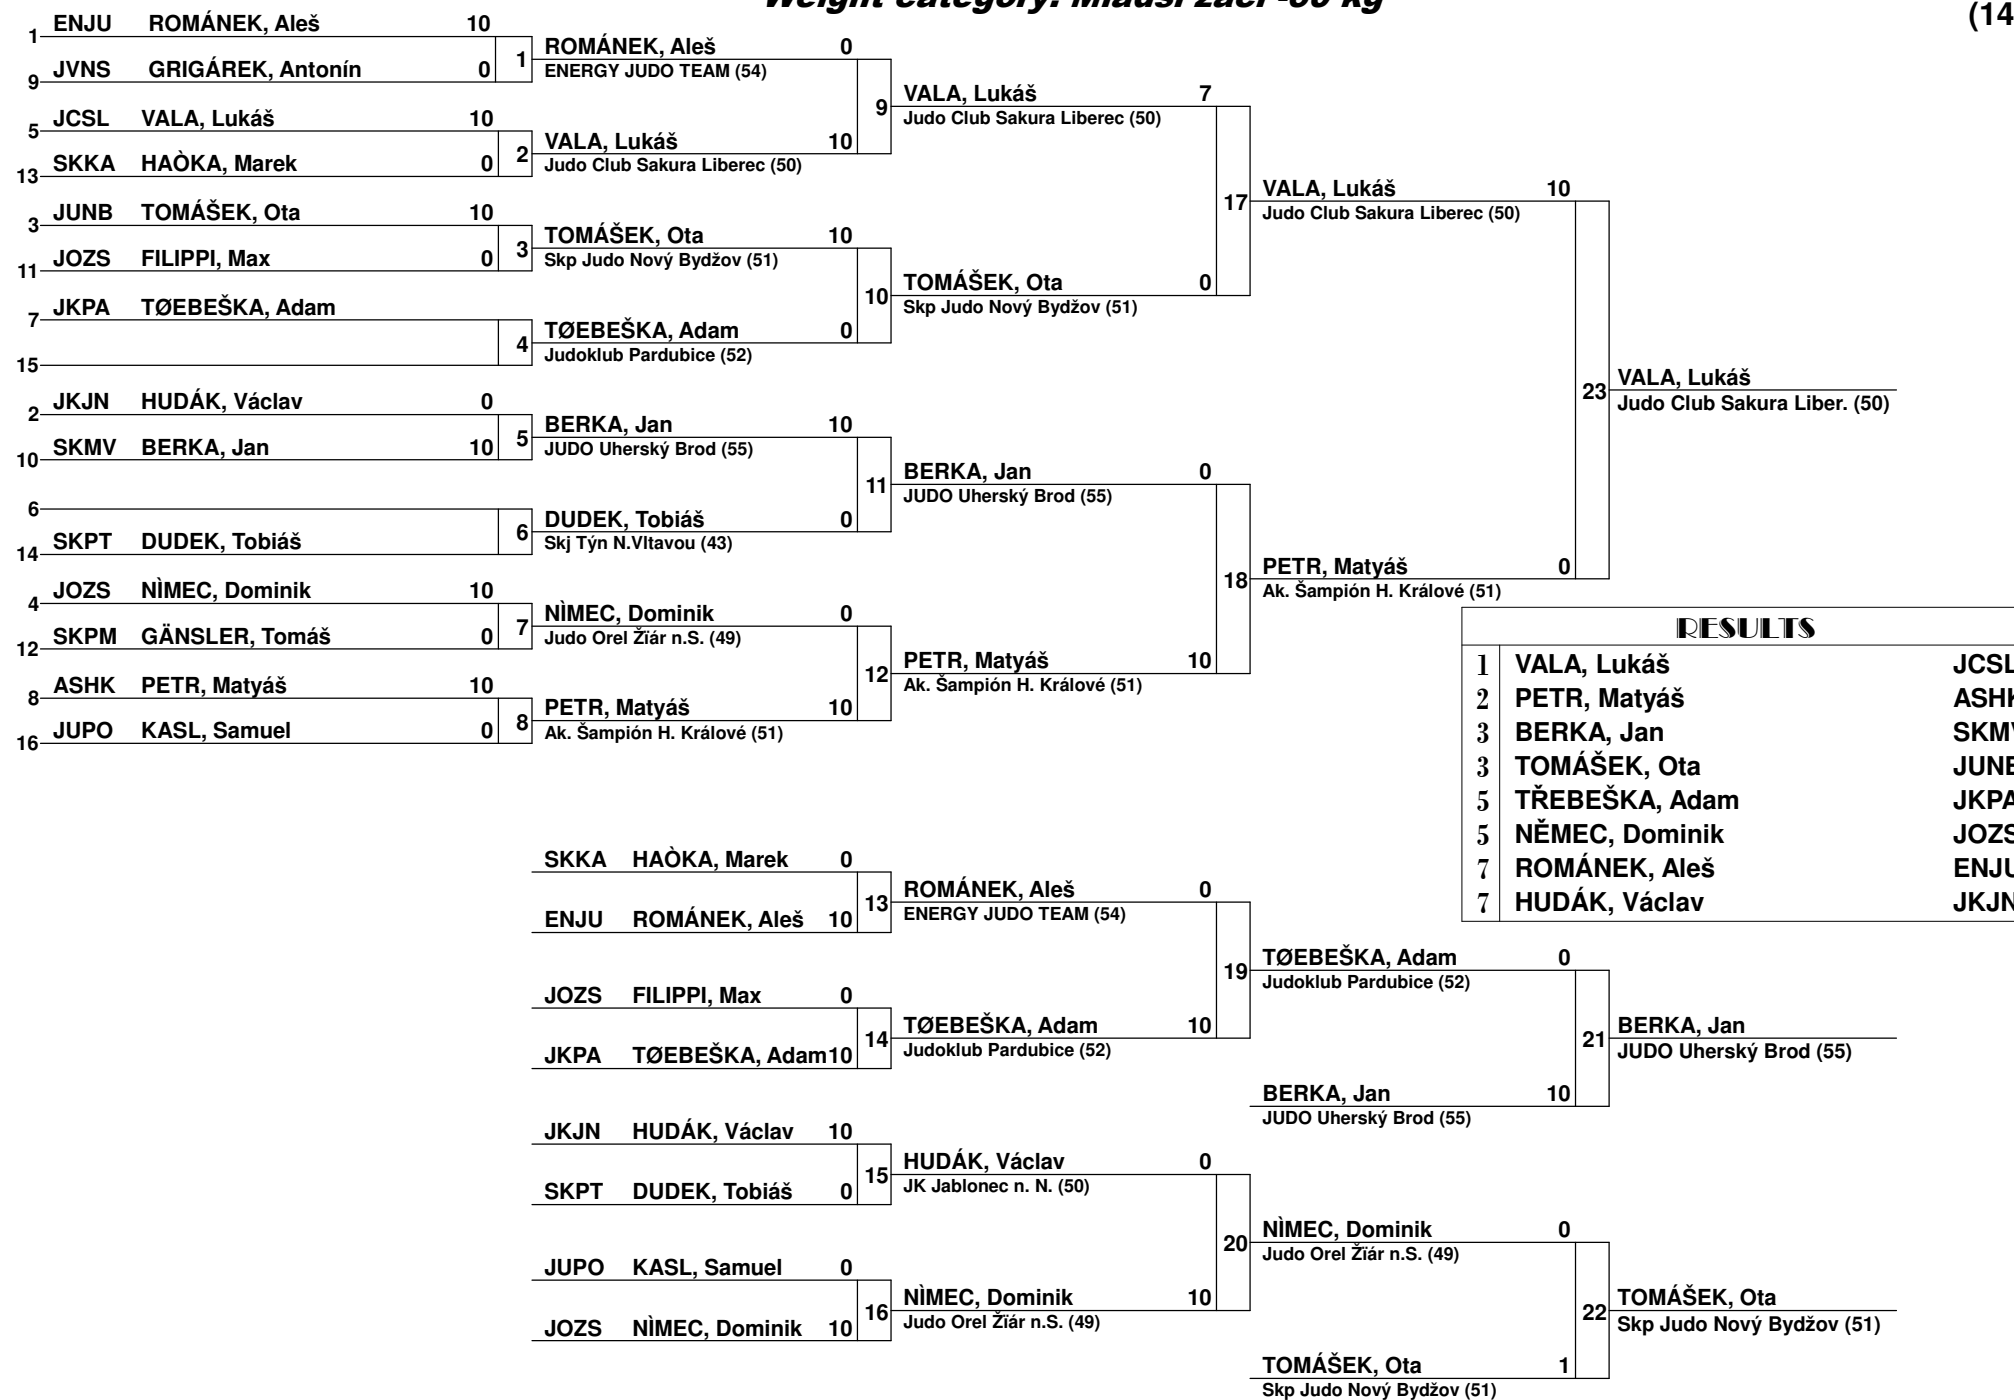 (14
1 ENJU ROMÁNEK, Aleš 10
9 JVNS GRIGÁREK, Antonín 0
1
5 JCSL VALA, Lukáš 10
13 SKKA HAÒKA, Marek 0
2
3 JUNB TOMÁŠEK, Ota 10
11 JOZS FILIPPI, Max 0
3
7 JKPA TØEBEŠKA, Adam
15
4
2 JKJN HUDÁK, Václav 0
10 SKMV BERKA, Jan 10
5
6
14 SKPT DUDEK, Tobiáš
6
4 JOZS NÌMEC, Dominik 10
12 SKPM GÄNSLER, Tomáš 0
7
8 ASHK PETR, Matyáš 10
16 JUPO KASL, Samuel 0
8
ROMÁNEK, Aleš 0
ENERGY JUDO TEAM (54)
VALA, Lukáš 10
Judo Club Sakura Liberec (50)
9
TOMÁŠEK, Ota 10
Skp Judo Nový Bydžov (51)
TØEBEŠKA, Adam 0
Judoklub Pardubice (52)
10
BERKA, Jan 10
JUDO Uherský Brod (55)
DUDEK, Tobiáš 0
Skj Týn N.Vltavou (43)
11
NÌMEC, Dominik 0
Judo Orel Žïár n.S. (49)
PETR, Matyáš 10
Ak. Šampión H. Králové (51)
12
VALA, Lukáš 7
Judo Club Sakura Liberec (50)
TOMÁŠEK, Ota 0
Skp Judo Nový Bydžov (51)
17
BERKA, Jan 0
JUDO Uherský Brod (55)
PETR, Matyáš 10
Ak. Šampión H. Králové (51)
18
VALA, Lukáš 10
Judo Club Sakura Liberec (50)
PETR, Matyáš 0
Ak. Šampión H. Králové (51)
23
VALA, Lukáš
Judo Club Sakura Liber. (50)
RESULTS
1 VALA, Lukáš JCSL
2 PETR, Matyáš ASHK
3 BERKA, Jan SKMV
3 TOMÁŠEK, Ota JUNB
5 TŘEBEŠKA, Adam JKPA
5 NĚMEC, Dominik JOZS
7 ROMÁNEK, Aleš ENJU
7 HUDÁK, Václav JKJN
SKKA HAÒKA, Marek 0
ENJU ROMÁNEK, Aleš 10
13
JOZS FILIPPI, Max 0
JKPA TØEBEŠKA, Adam 10
14
JKJN HUDÁK, Václav 10
SKPT DUDEK, Tobiáš 0
15
JUPO KASL, Samuel 0
JOZS NÌMEC, Dominik 10
16
ROMÁNEK, Aleš 0
ENERGY JUDO TEAM (54)
TØEBEŠKA, Adam 10
Judoklub Pardubice (52)
19
HUDÁK, Václav 0
JK Jablonec n. N. (50)
NÌMEC, Dominik 10
Judo Orel Žïár n.S. (49)
20
TØEBEŠKA, Adam 0
Judoklub Pardubice (52)
BERKA, Jan 10
JUDO Uherský Brod (55)
21
BERKA, Jan
JUDO Uherský Brod (55)
NÌMEC, Dominik 0
Judo Orel Žïár n.S. (49)
TOMÁŠEK, Ota 1
Skp Judo Nový Bydžov (51)
22
TOMÁŠEK, Ota
Skp Judo Nový Bydžov (51)